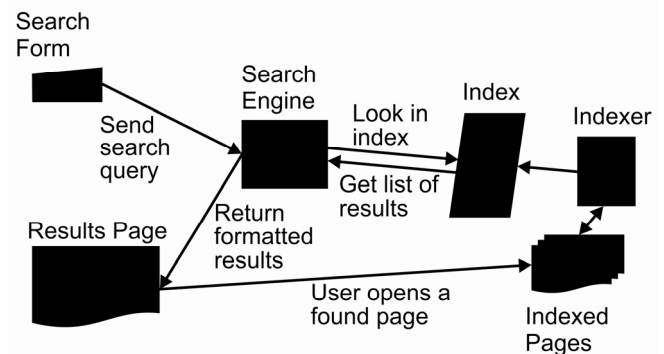 Search
Form
Search
Engine
Index
Indexer
Look in
index
Send
search
query
Get list of
results
Return
formatted
results
Results Page
User opens a
found page
Indexed
Pages